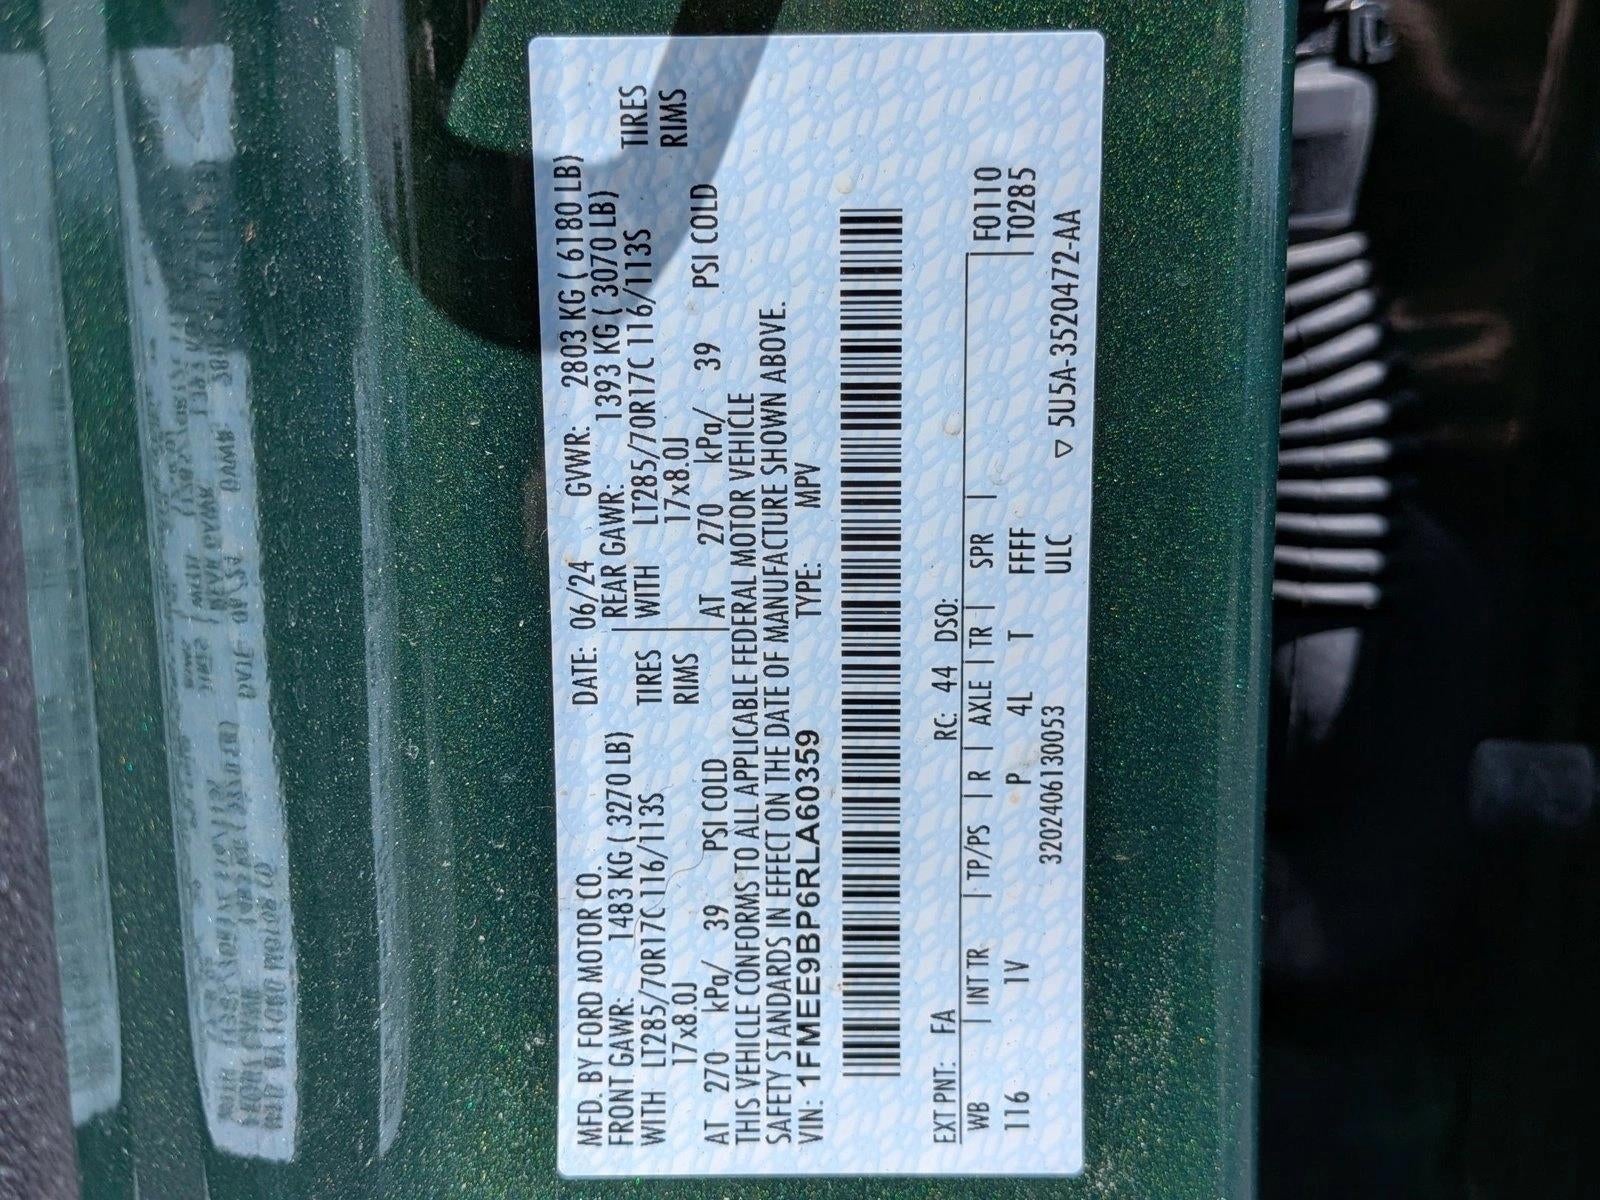 MFD. BY FORD MOTOR CO. DATE: 06/24 GVWR: 2803 KG ( 6180 LB)
FRONT GAWR: 1483 KG ( 3270 LB) REAR GAWR: 1393 KG ( 3070 LB)
WITH LT285/70R17C 116/113S TIRES WITH LT285/70R17C 116/113S TIRES
17x8.0J RIMS 17x8.0J RIMS
AT 270 kPa/ 39 PSI COLD AT 270 kPa/ 39 PSI COLD
THIS VEHICLE CONFORMS TO ALL APPLICABLE FEDERAL MOTOR VEHICLE
SAFETY STANDARDS IN EFFECT ON THE DATE OF MANUFACTURE SHOWN ABOVE.
VIN: 1FMEE9BP6RLA60359 TYPE: MPV
EXT PNT: FA RC: 44 DSO:
WB | INT TR | TP/PS | R | AXLE | TR | SPR | F0110
116 1V P 4L T FFFF T0285
320240613​0053 ULC ▽ 5U5A-3520472-AA